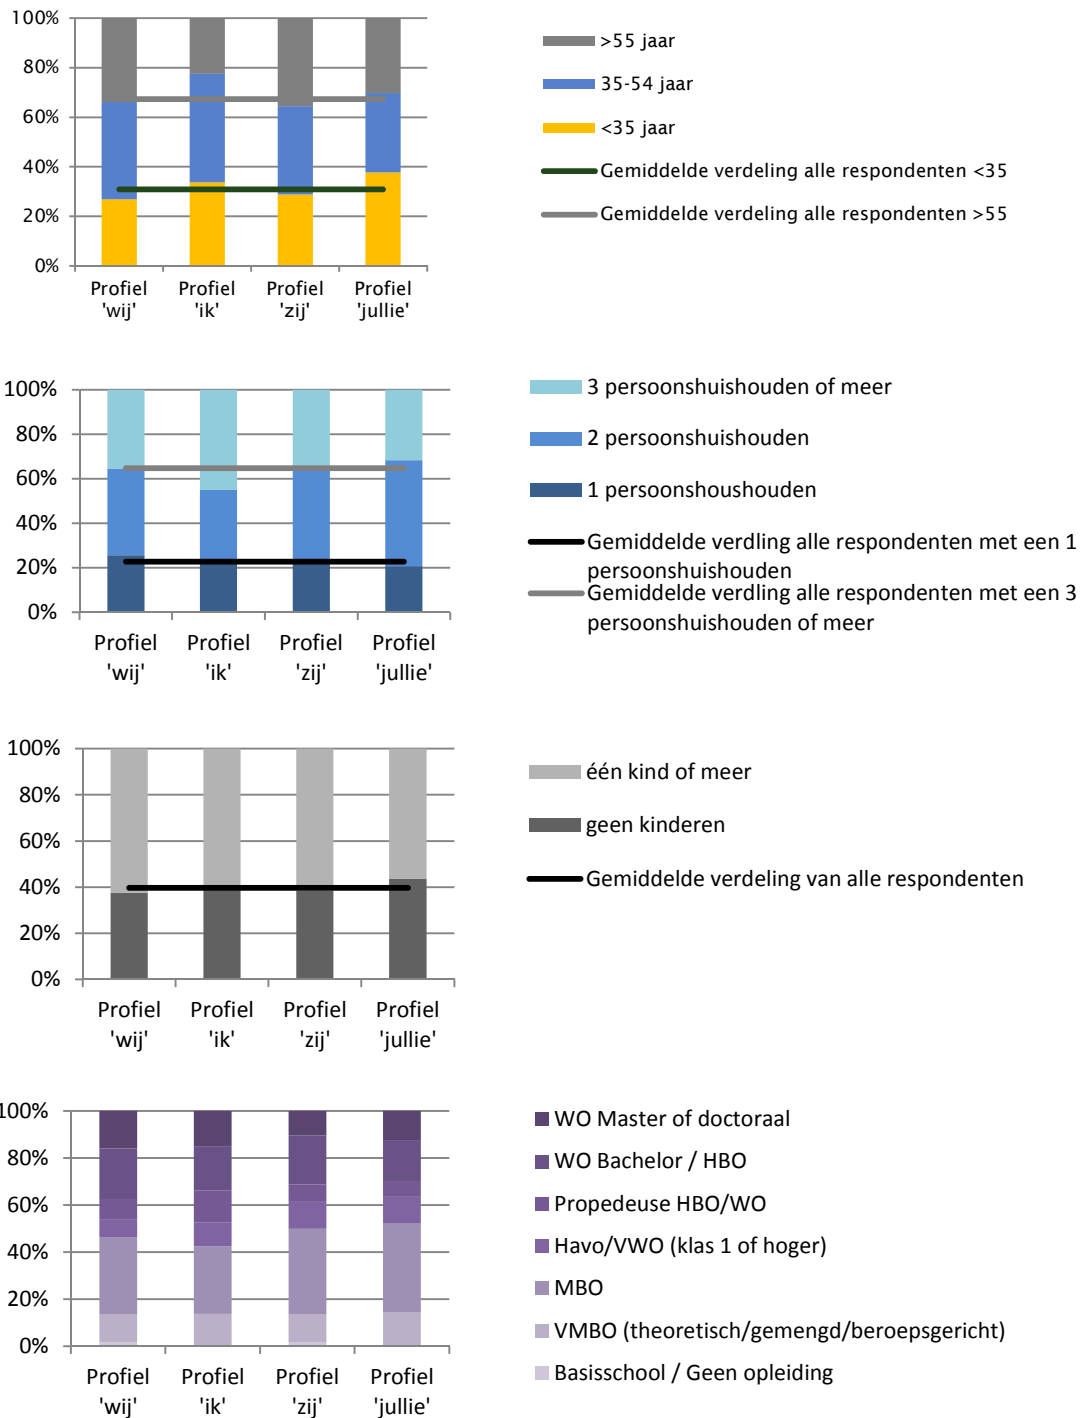 100%
80%
60%
40%
20%
0%
Profiel 'wij'
Profiel 'ik'
Profiel 'zij'
Profiel 'jullie'
>55 jaar
35-54 jaar
<35 jaar
Gemiddelde verdeling alle respondenten <35
Gemiddelde verdeling alle respondenten >55
100%
80%
60%
40%
20%
0%
Profiel 'wij'
Profiel 'ik'
Profiel 'zij'
Profiel 'jullie'
3 persoonshuishouden of meer
2 persoonshuishouden
1 persoonshoushouden
Gemiddelde verdling alle respondenten met een 1
persoonshuishouden
Gemiddelde verdling alle respondenten met een 3
persoonshuishouden of meer
100%
80%
60%
40%
20%
0%
Profiel 'wij'
Profiel 'ik'
Profiel 'zij'
Profiel 'jullie'
één kind of meer
geen kinderen
Gemiddelde verdeling van alle respondenten
100%
80%
60%
40%
20%
0%
Profiel 'wij'
Profiel 'ik'
Profiel 'zij'
Profiel 'jullie'
WO Master of doctoraal
WO Bachelor / HBO
Propedeuse HBO/WO
Havo/VWO (klas 1 of hoger)
MBO
VMBO (theoretisch/gemengd/beroepsgericht)
Basisschool / Geen opleiding